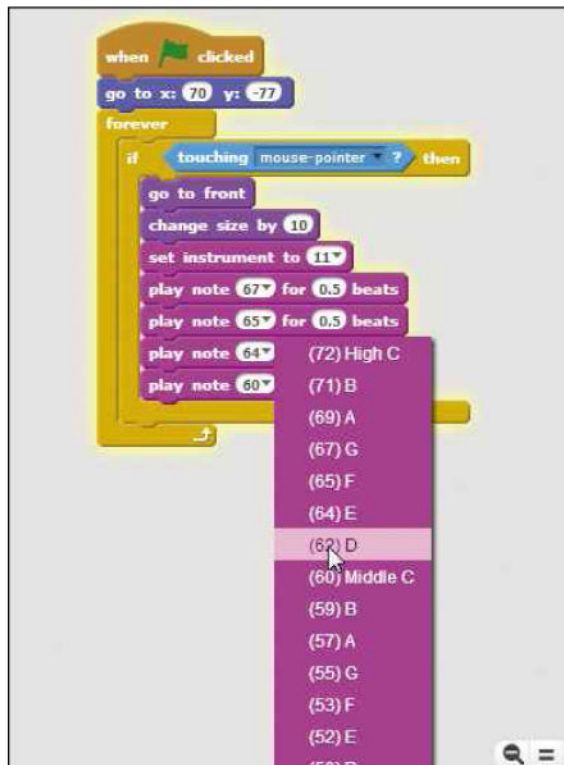 when clicked
go to x: 70 y: -77
forever
if touching mouse-pointer ? then
go to front
change size by 10
set instrument to 11
play note 67 for 0.5 beats
play note 65 for 0.5 beats
play note 64
play note 60
(72) High C
(71) B
(69) A
(67) G
(65) F
(64) E
(62) D
(60) Middle C
(59) B
(57) A
(55) G
(53) F
(52) E